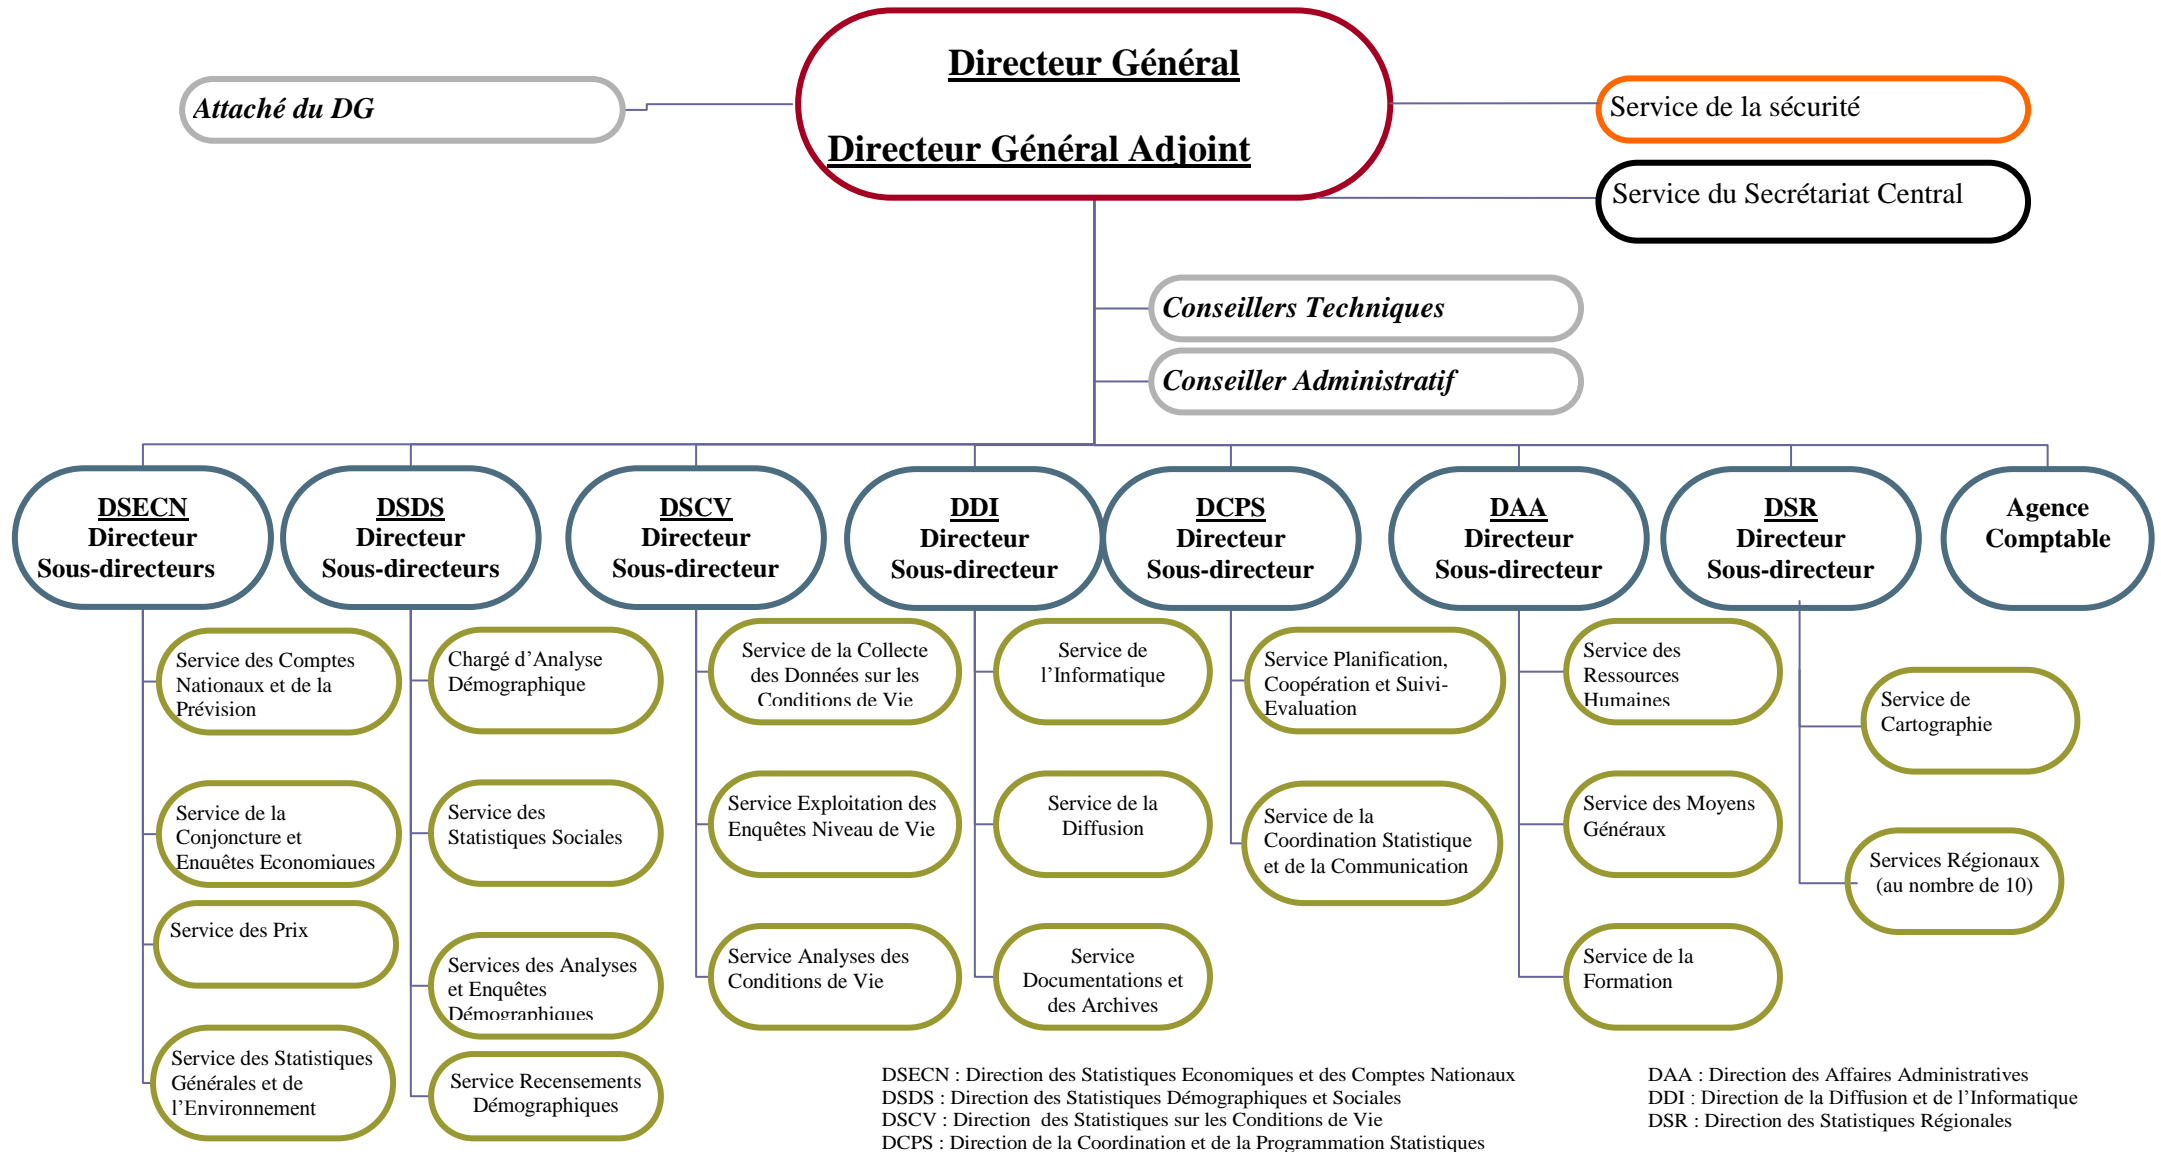 Directeur Général
Directeur Général Adjoint
Attaché du DG
Service de la sécurité
Service du Secrétariat Central
Conseillers Techniques
Conseiller Administratif
DSECN
Directeur
Sous-directeurs
DSDS
Directeur
Sous-directeurs
DSCV
Directeur
Sous-directeur
DDI
Directeur
Sous-directeur
DCPS
Directeur
Sous-directeur
DAA
Directeur
Sous-directeur
DSR
Directeur
Sous-directeur
Agence
Comptable
Service des Comptes
Nationaux et de la
Prévision
Service de la
Conjoncture et
Enquêtes Economiques
Service des Prix
Service des Statistiques
Générales et de
l’Environnement
Chargé d’Analyse
Démographique
Service des
Statistiques Sociales
Services des Analyses
et Enquêtes
Démographiques
Service Recensements
Démographiques
Service de la Collecte
des Données sur les
Conditions de Vie
Service Exploitation des
Enquêtes Niveau de Vie
Service Analyses des
Conditions de Vie
Service de
l’Informatique
Service de la
Diffusion
Service
Documentations et
des Archives
Service Planification,
Coopération et Suivi-
Evaluation
Service de la
Coordination Statistique
et de la Communication
Service des
Ressources
Humaines
Service des Moyens
Généraux
Service de la
Formation
Service de
Cartographie
Services Régionaux
(au nombre de 10)
DSECN : Direction des Statistiques Economiques et des Comptes Nationaux
DSDS : Direction des Statistiques Démographiques et Sociales
DSCV : Direction des Statistiques sur les Conditions de Vie
DCPS : Direction de la Coordination et de la Programmation Statistiques
DAA : Direction des Affaires Administratives
DDI : Direction de la Diffusion et de l’Informatique
DSR : Direction des Statistiques Régionales